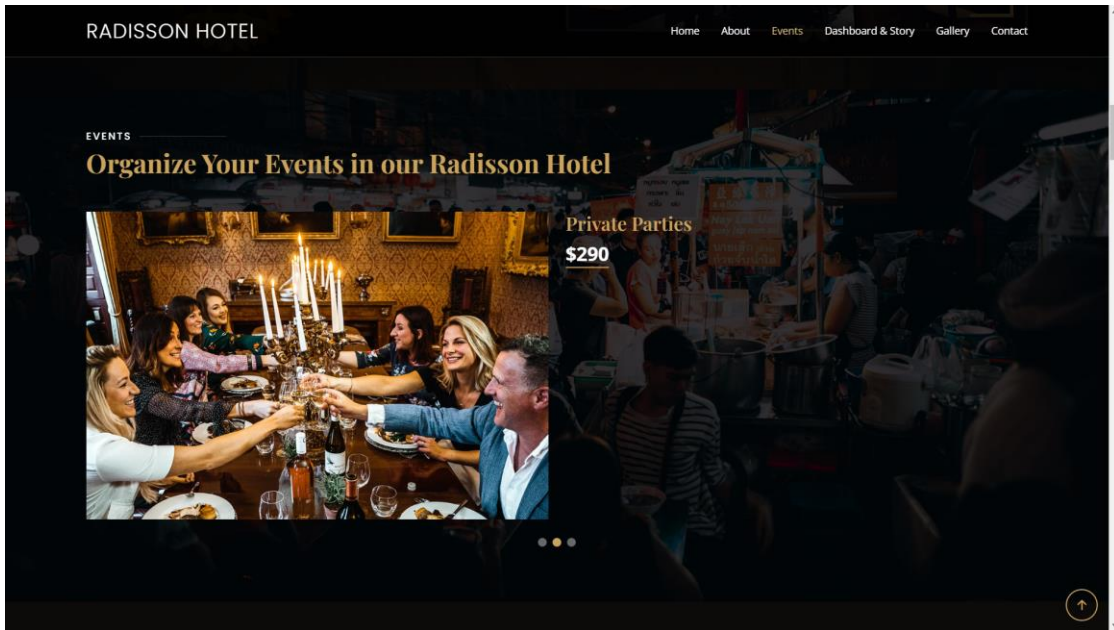 RADISSON HOTEL
Home About Events Dashboard & Story Gallery Contact
EVENTS
Organize Your Events in our Radisson Hotel
Private Parties
$290